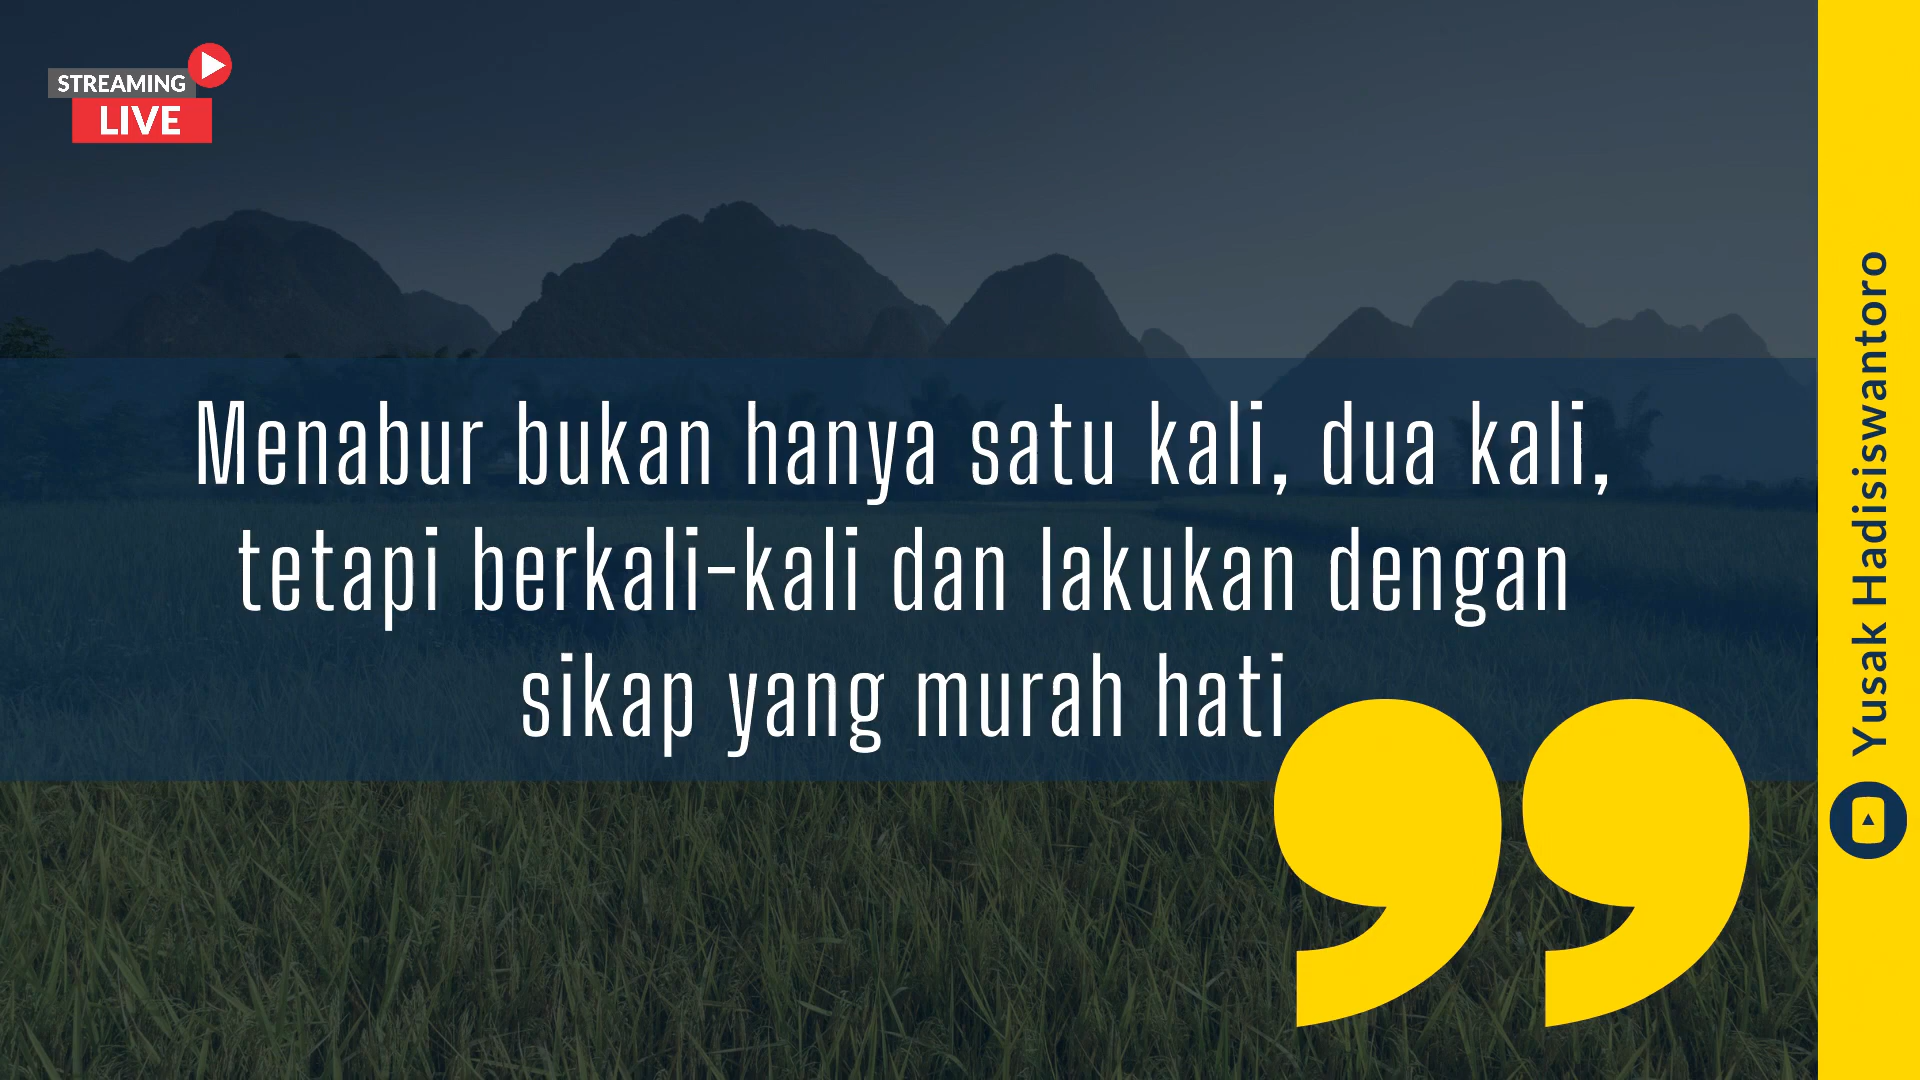 STREAMING
LIVE
Menabur bukan hanya satu kali, dua kali,
tetapi berkali-kali dan lakukan dengan
sikap yang murah hati
”
Yusak Hadisiswantoro